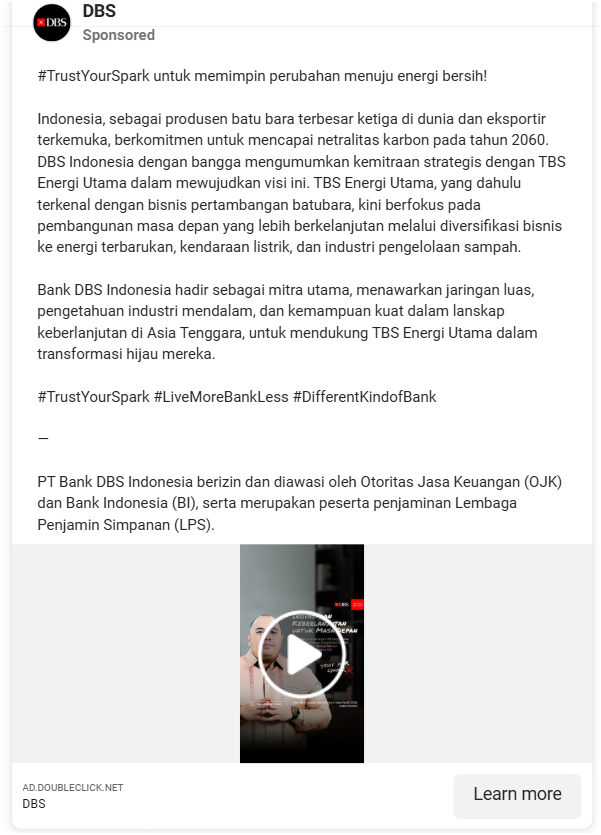 DBS
DBS
Sponsored
#TrustYourSpark untuk memimpin perubahan menuju energi bersih!
Indonesia, sebagai produsen batu bara terbesar ketiga di dunia dan eksportir
terkemuka, berkomitmen untuk mencapai netralitas karbon pada tahun 2060.
DBS Indonesia dengan bangga mengumumkan kemitraan strategis dengan TBS
Energi Utama dalam mewujudkan visi ini. TBS Energi Utama, yang dahulu
terkenal dengan bisnis pertambangan batubara, kini berfokus pada
pembangunan masa depan yang lebih berkelanjutan melalui diversifikasi bisnis
ke energi terbarukan, kendaraan listrik, dan industri pengelolaan sampah.
Bank DBS Indonesia hadir sebagai mitra utama, menawarkan jaringan luas,
pengetahuan industri mendalam, dan kemampuan kuat dalam lanskap
keberlanjutan di Asia Tenggara, untuk mendukung TBS Energi Utama dalam
transformasi hijau mereka.
#TrustYourSpark #LiveMoreBankLess #DifferentKindofBank
—
PT Bank DBS Indonesia berizin dan diawasi oleh Otoritas Jasa Keuangan (OJK)
dan Bank Indonesia (BI), serta merupakan peserta penjaminan Lembaga
Penjamin Simpanan (LPS).
DBS
untuk Masa Depan
AD.DOUBLECLICK.NET
DBS
Learn more